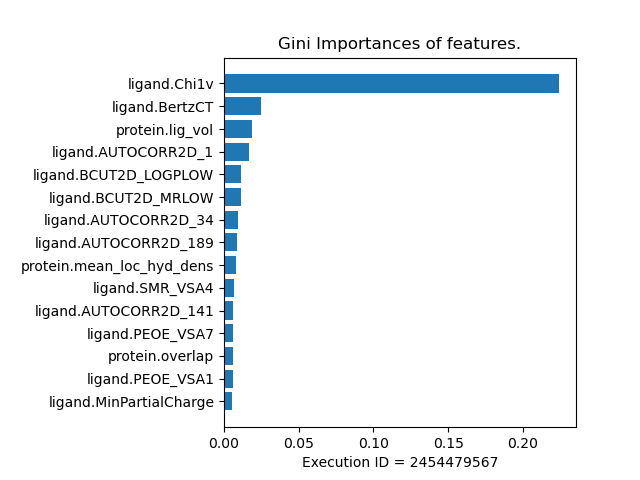 Gini Importances of features.
ligand.Chi1v
ligand.BertzCT
protein.lig_vol
ligand.AUTOCORR2D_1
ligand.BCUT2D_LOGPLOW
ligand.BCUT2D_MRLOW
ligand.AUTOCORR2D_34
ligand.AUTOCORR2D_189
protein.mean_loc_hyd_dens
ligand.SMR_VSA4
ligand.AUTOCORR2D_141
ligand.PEOE_VSA7
protein.overlap
ligand.PEOE_VSA1
ligand.MinPartialCharge
0.00 0.05 0.10 0.15 0.20
Execution ID = 2454479567